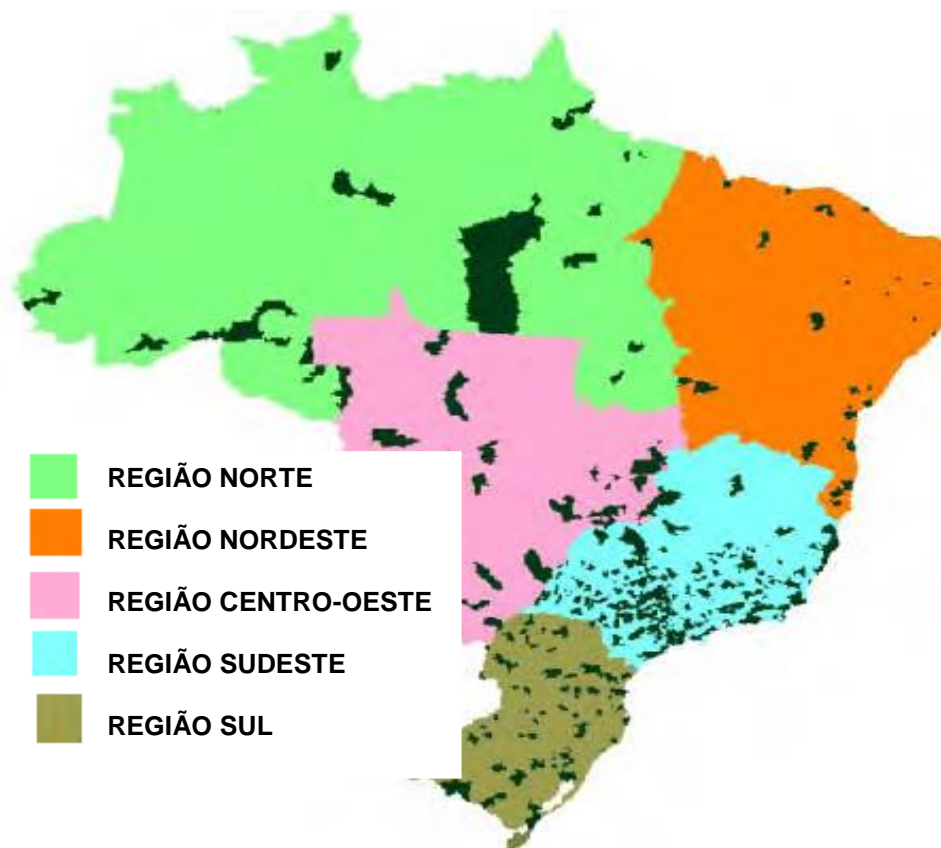 REGIÃO NORTE
REGIÃO NORDESTE
REGIÃO CENTRO-OESTE
REGIÃO SUDESTE
REGIÃO SUL